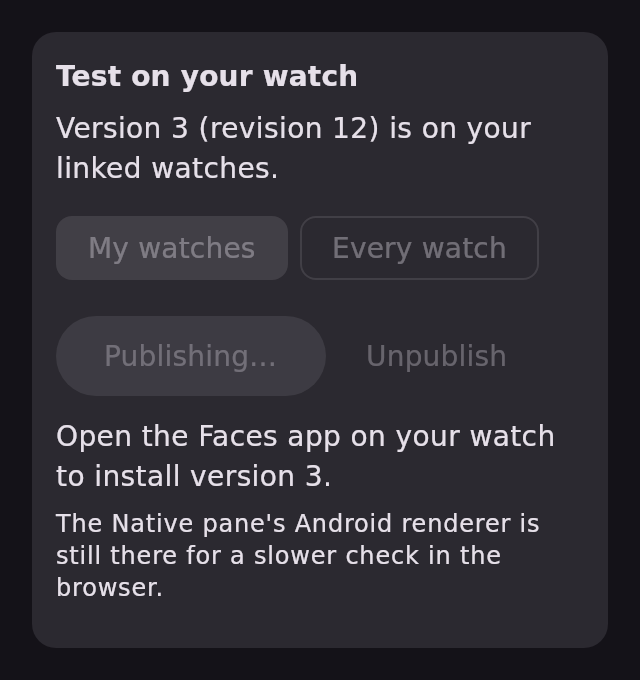 Test on your watch
Version 3 (revision 12) is on your
linked watches.
My watches
Every watch
Publishing…
Unpublish
Open the Faces app on your watch
to install version 3.
The Native pane's Android renderer is
still there for a slower check in the
browser.